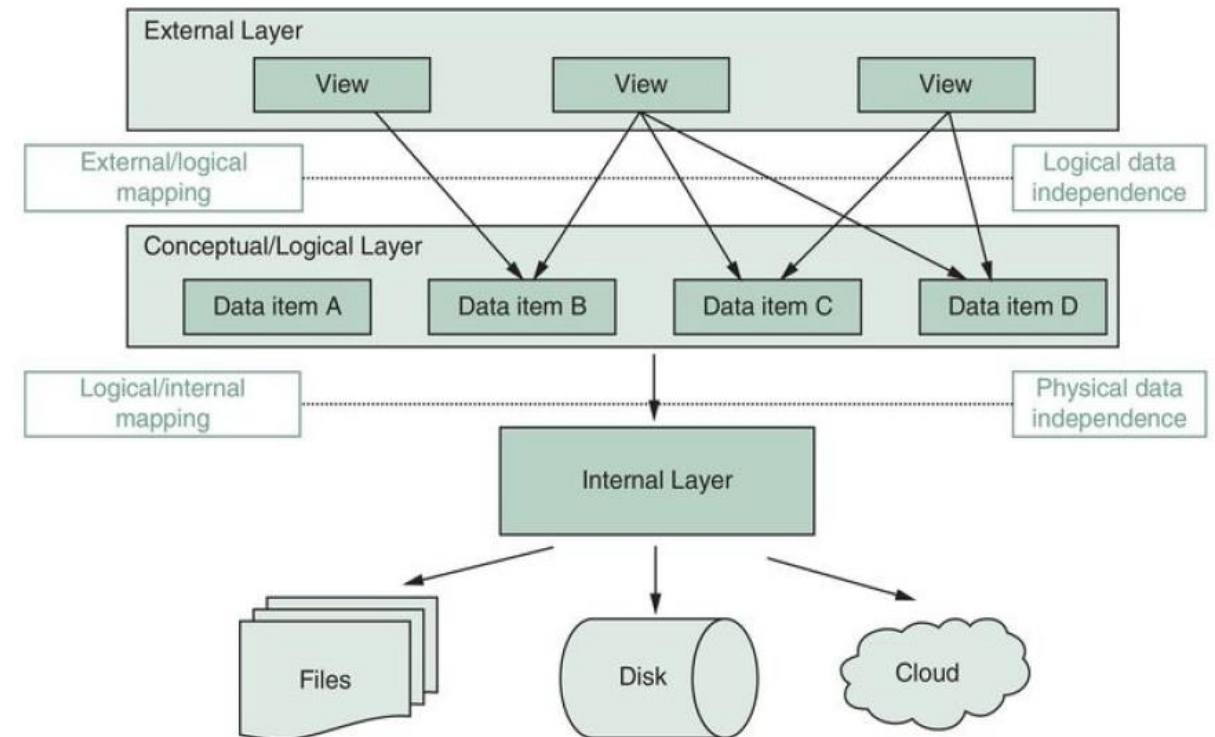 External Layer
View
View
View
External/logical
mapping
Logical data
independence
Conceptual/Logical Layer
Data item A
Data item B
Data item C
Data item D
Logical/internal
mapping
Physical data
independence
Internal Layer
Files
Disk
Cloud